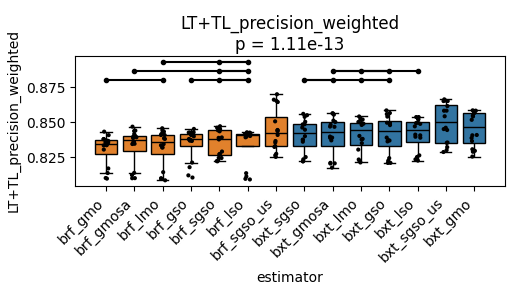 LT+TL_precision_weighted
p = 1.11e-13
LT+TL_precision_weighted
0.875
0.850
0.825
brf_gmo
brf_gmosa
brf_lmo
brf_gso
brf_sgso
brf_lso
brf_sgso_us
bxt_sgso
bxt_gmosa
bxt_lmo
bxt_gso
bxt_lso
bxt_sgso_us
bxt_gmo
estimator